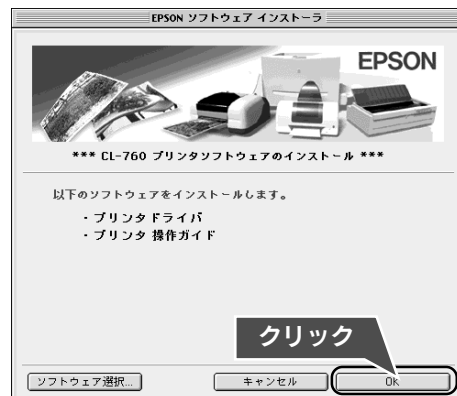 EPSON ソフトウェア インストーラ
EPSON
*** CL-760 プリンタソフトウェアのインストール ***
以下のソフトウェアをインストールします。
・プリンタドライバ
・プリンタ 操作ガイド
クリック
ソフトウェア選択...
キャンセル
OK